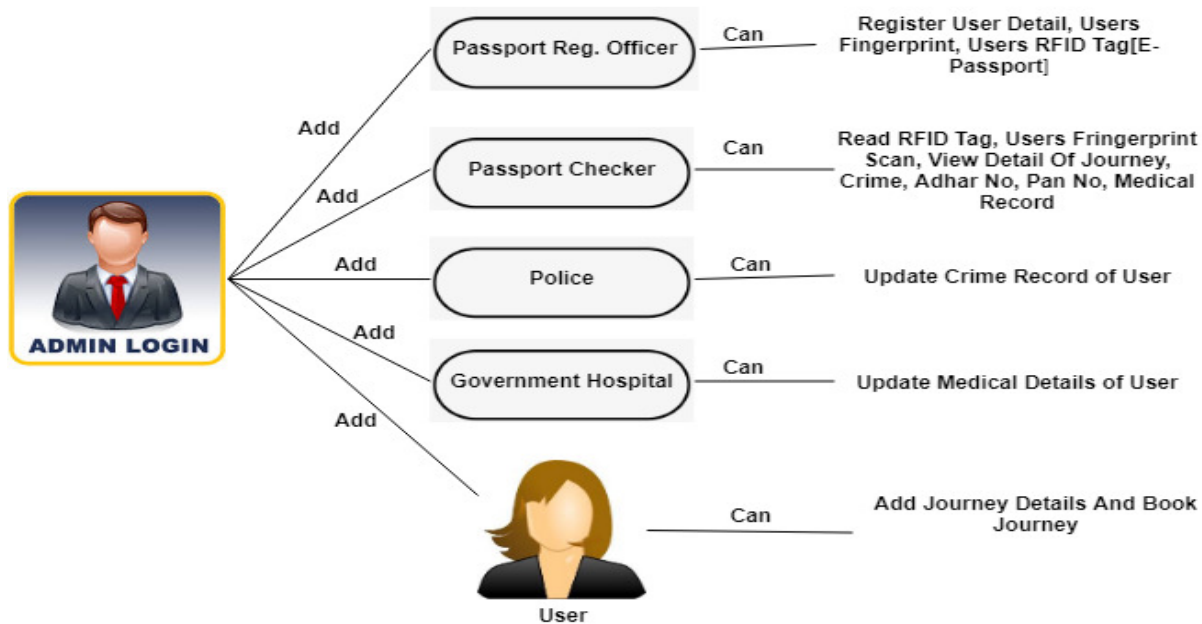 Passport Reg. Officer
Can
Register User Detail, Users
Fingerprint, Users RFID Tag[E-
Passport]
Add
Passport Checker
Can
Read RFID Tag, Users Fringerprint
Scan, View Detail Of Journey,
Crime, Adhar No, Pan No, Medical
Record
Add
ADMIN LOGIN
Add
Police
Can
Update Crime Record of User
Add
Government Hospital
Can
Update Medical Details of User
Add
User
Can
Add Journey Details And Book
Journey